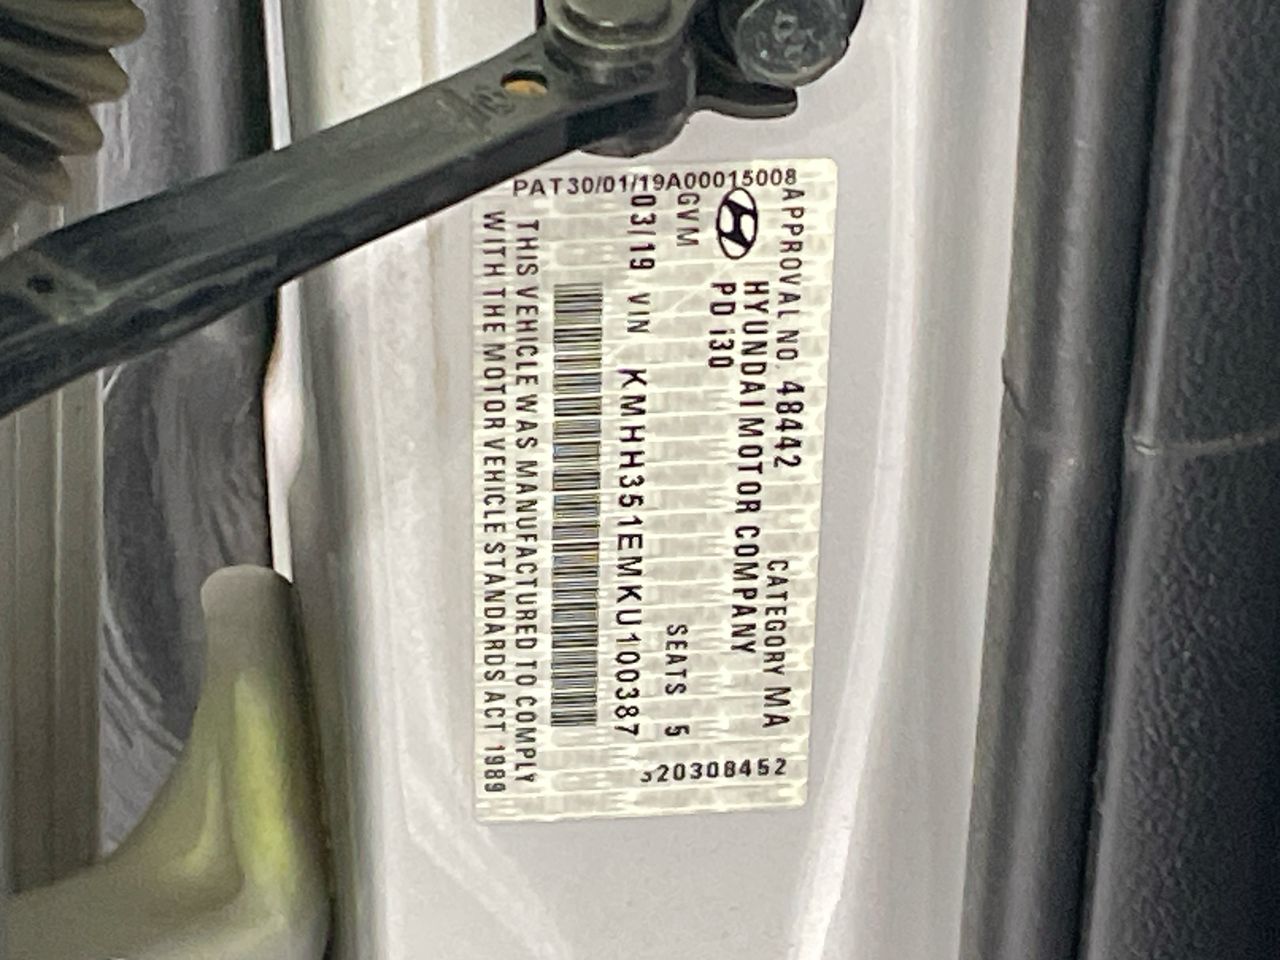 PAT30/01/19A00015008
APPROVAL NO. 48442 CATEGORY MA
HYUNDAI MOTOR COMPANY
PD i30
GVM SEATS 5
03/19 VIN KMHH351EMKU100387
THIS VEHICLE WAS MANUFACTURED TO COMPLY
WITH THE MOTOR VEHICLE STANDARDS ACT 1989
20308452